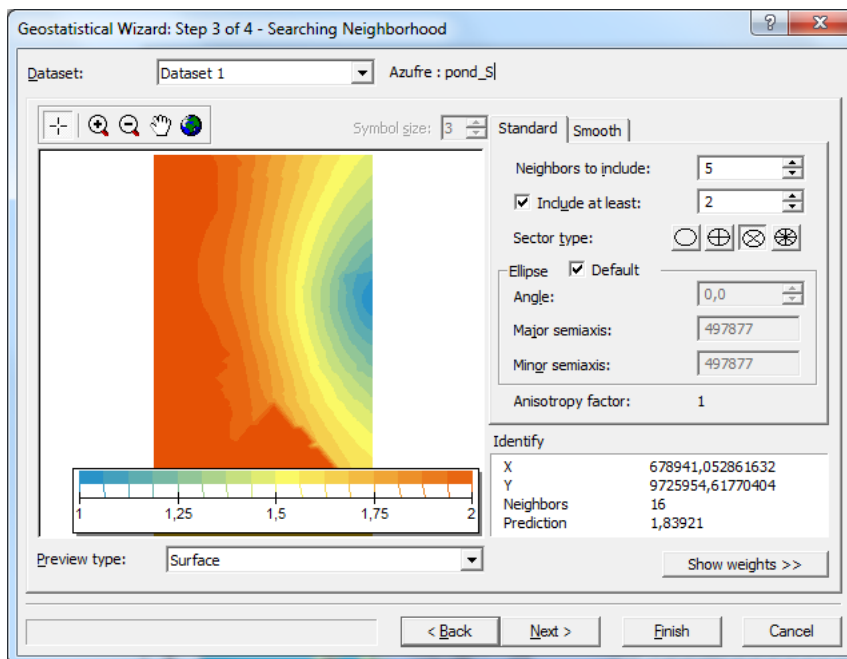 Geostatistical Wizard: Step 3 of 4 - Searching Neighborhood
Dataset: Dataset 1 Azufre : pond_S
Symbol size: 3
Standard Smooth
Neighbors to include: 5
Include at least: 2
Sector type:
Ellipse Default
Angle: 0,0
Major semiaxis: 497877
Minor semiaxis: 497877
Anisotropy factor: 1
Identify
X 678941,052861632
Y 9725954,61770404
Neighbors 16
Prediction 1,83921
1 1,25 1,5 1,75 2
Preview type: Surface
Show weights >>
< Back Next > Finish Cancel